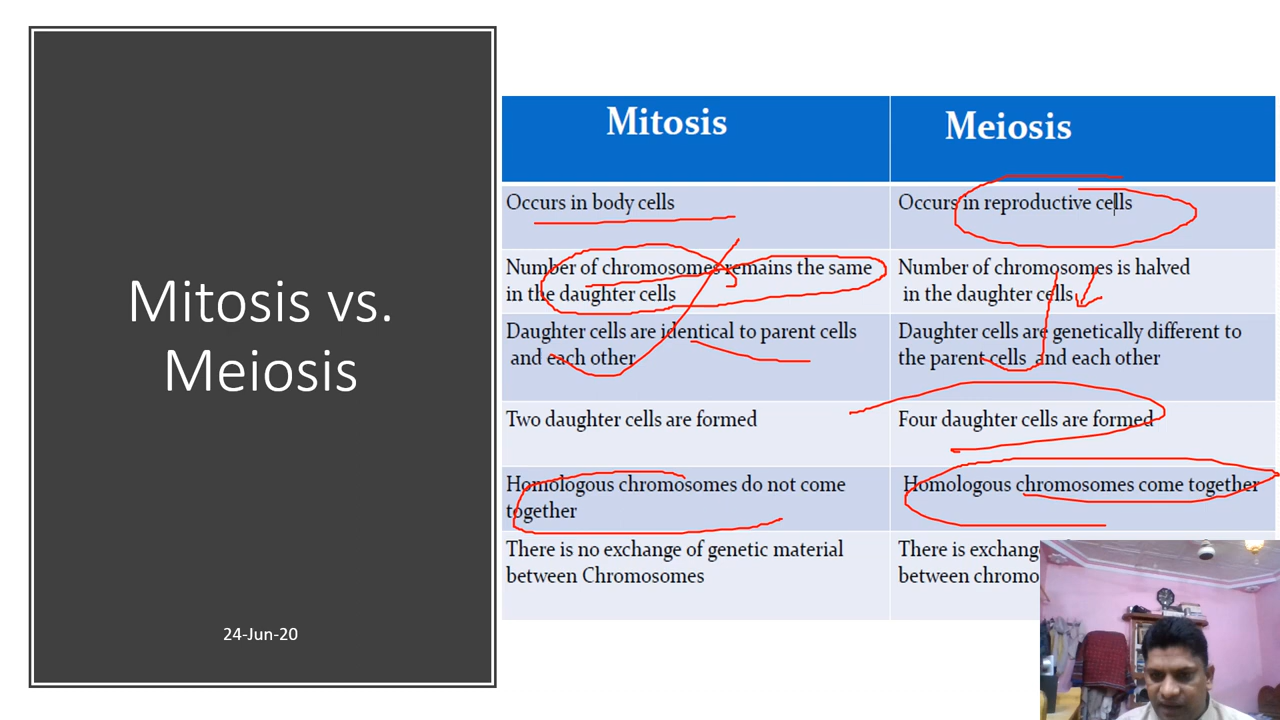 Mitosis vs.
Meiosis
24-Jun-20
Mitosis
Meiosis
Occurs in body cells
Occurs in reproductive cells
Number of chromosomes remains the same
in the daughter cells
Number of chromosomes is halved
in the daughter cells
Daughter cells are identical to parent cells
and each other
Daughter cells are genetically different to
the parent cells and each other
Two daughter cells are formed
Four daughter cells are formed
Homologous chromosomes do not come
together
Homologous chromosomes come together
There is no exchange of genetic material
between Chromosomes
There is exchang
between chromo